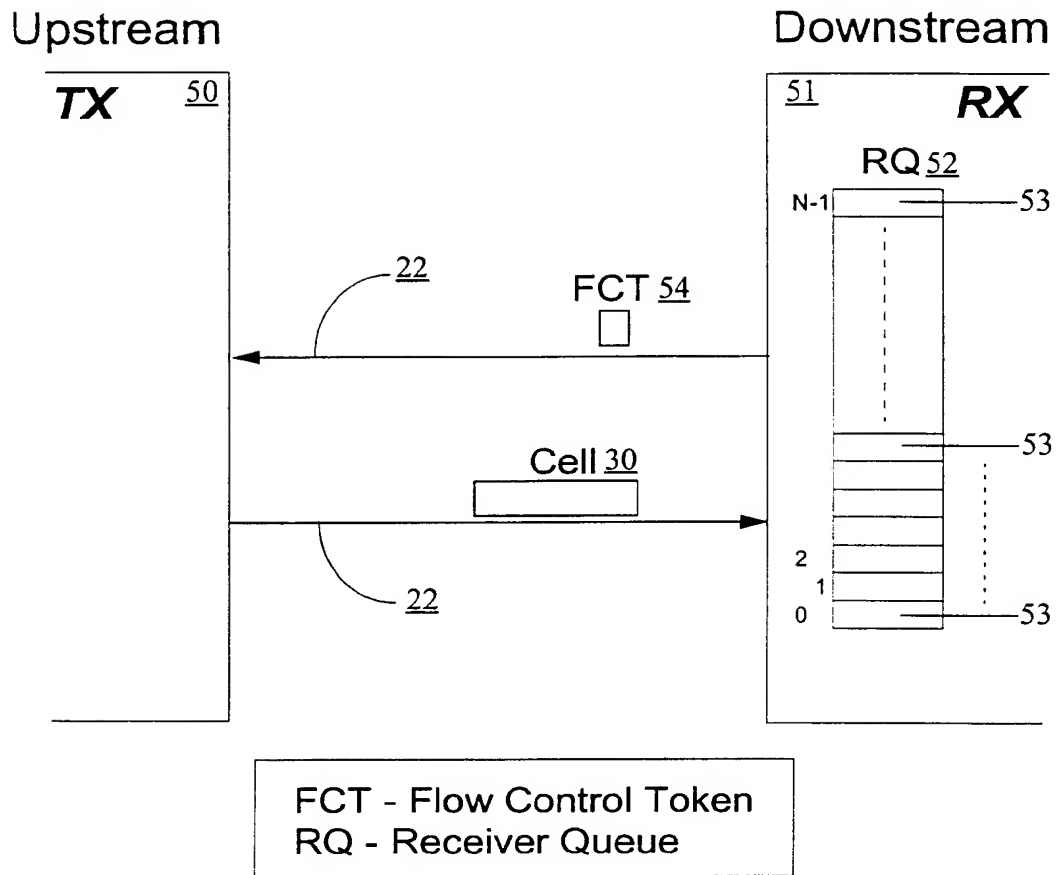 Upstream
Downstream
TX 50
51 RX
RQ 52
N-1 53
22
FCT 54
53
Cell 30
2
22
1
0 53
FCT - Flow Control Token
RQ - Receiver Queue